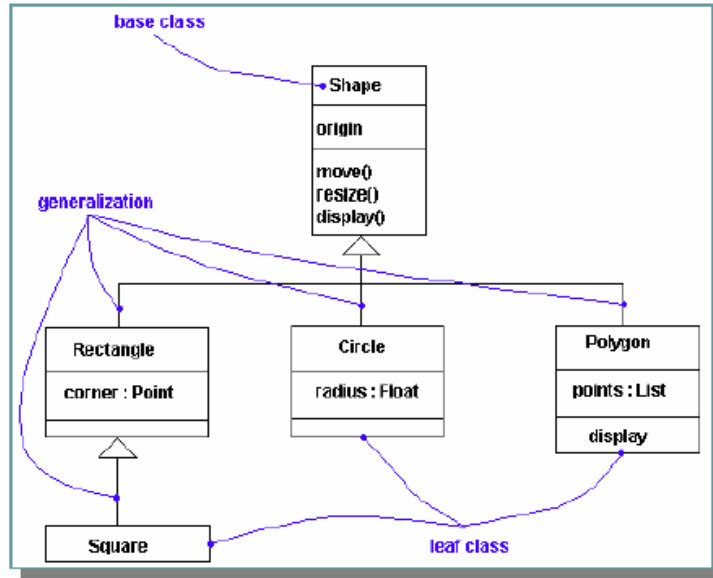 base class
Shape
origin
move()
resize()
display()
generalization
Rectangle
corner : Point
Circle
radius : Float
Polygon
points : List
display
Square
leaf class